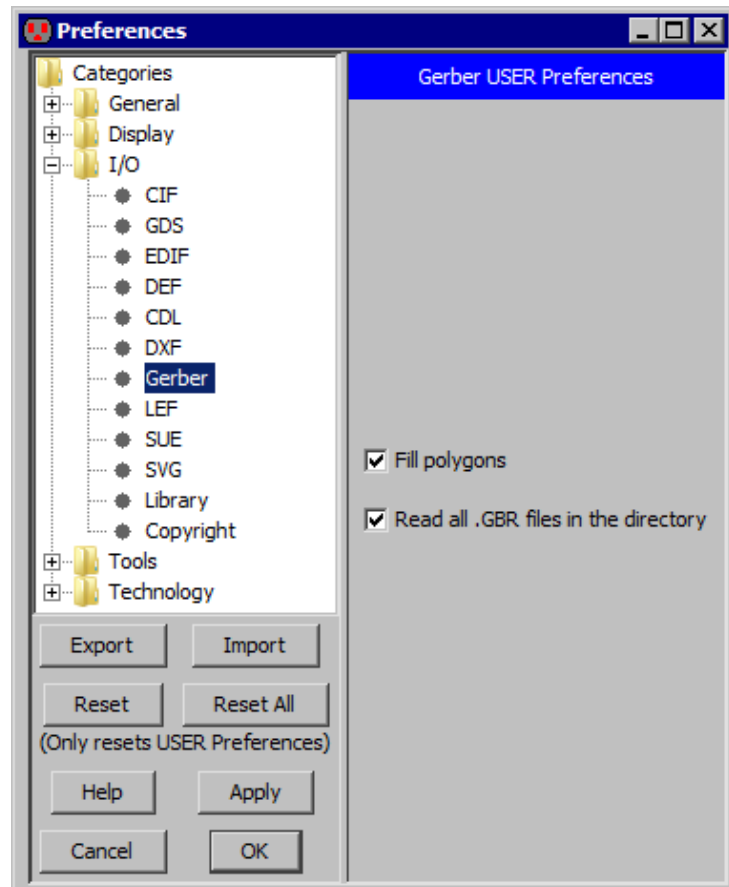 Preferences
Categories
General
Display
I/O
CIF
GDS
EDIF
DEF
CDL
DXF
Gerber
LEF
SUE
SVG
Library
Copyright
Tools
Technology
Export Import
Reset Reset All
(Only resets USER Preferences)
Help Apply
Cancel OK
Gerber USER Preferences
Fill polygons
Read all .GBR files in the directory